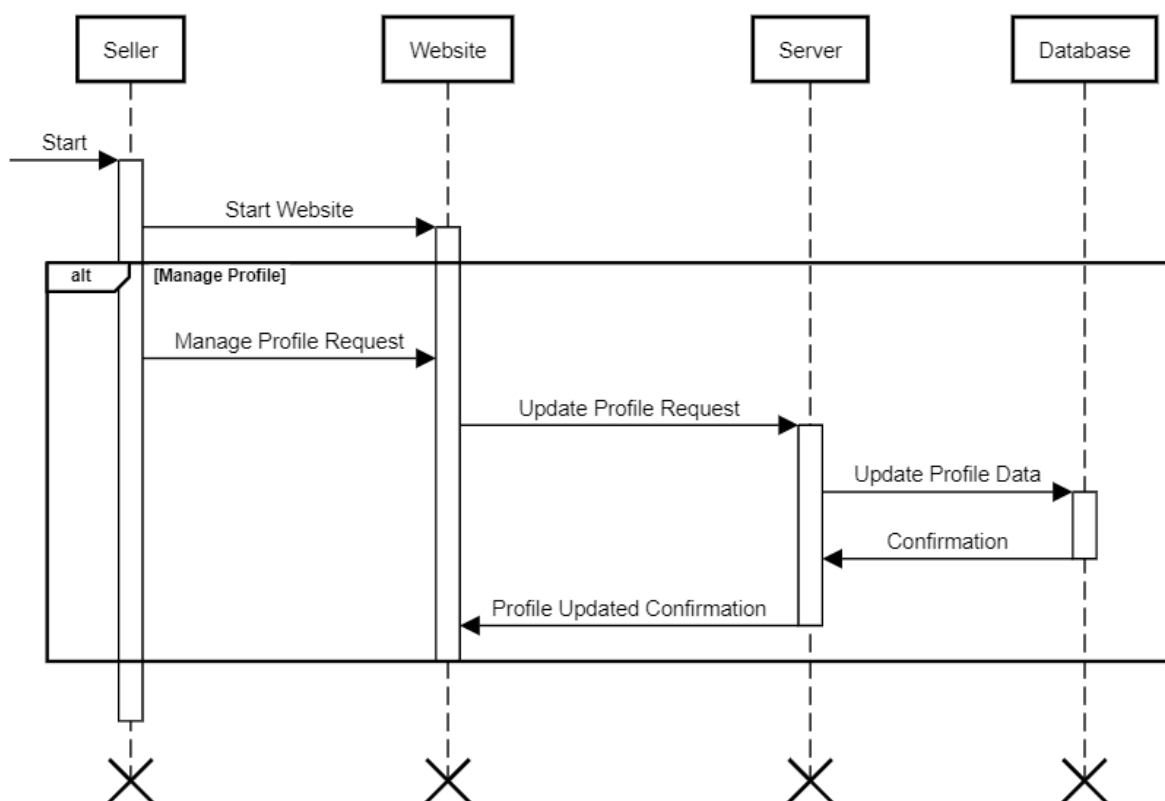 Seller
Website
Server
Database
Start
Start Website
alt
[Manage Profile]
Manage Profile Request
Update Profile Request
Update Profile Data
Confirmation
Profile Updated Confirmation